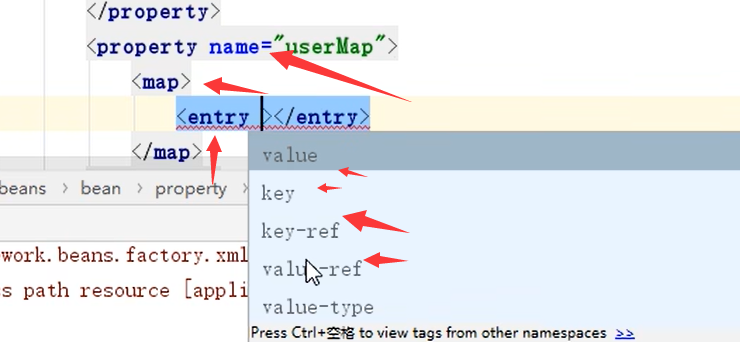 </property>
<property name="userMap">
<map>
<entry ></entry>
</map>
value
beans > bean > property >
key
key-ref
work.beans.factory.xml
value-ref
s path resource [appli
value-type
Press Ctrl+空格 to view tags from other namespaces >>